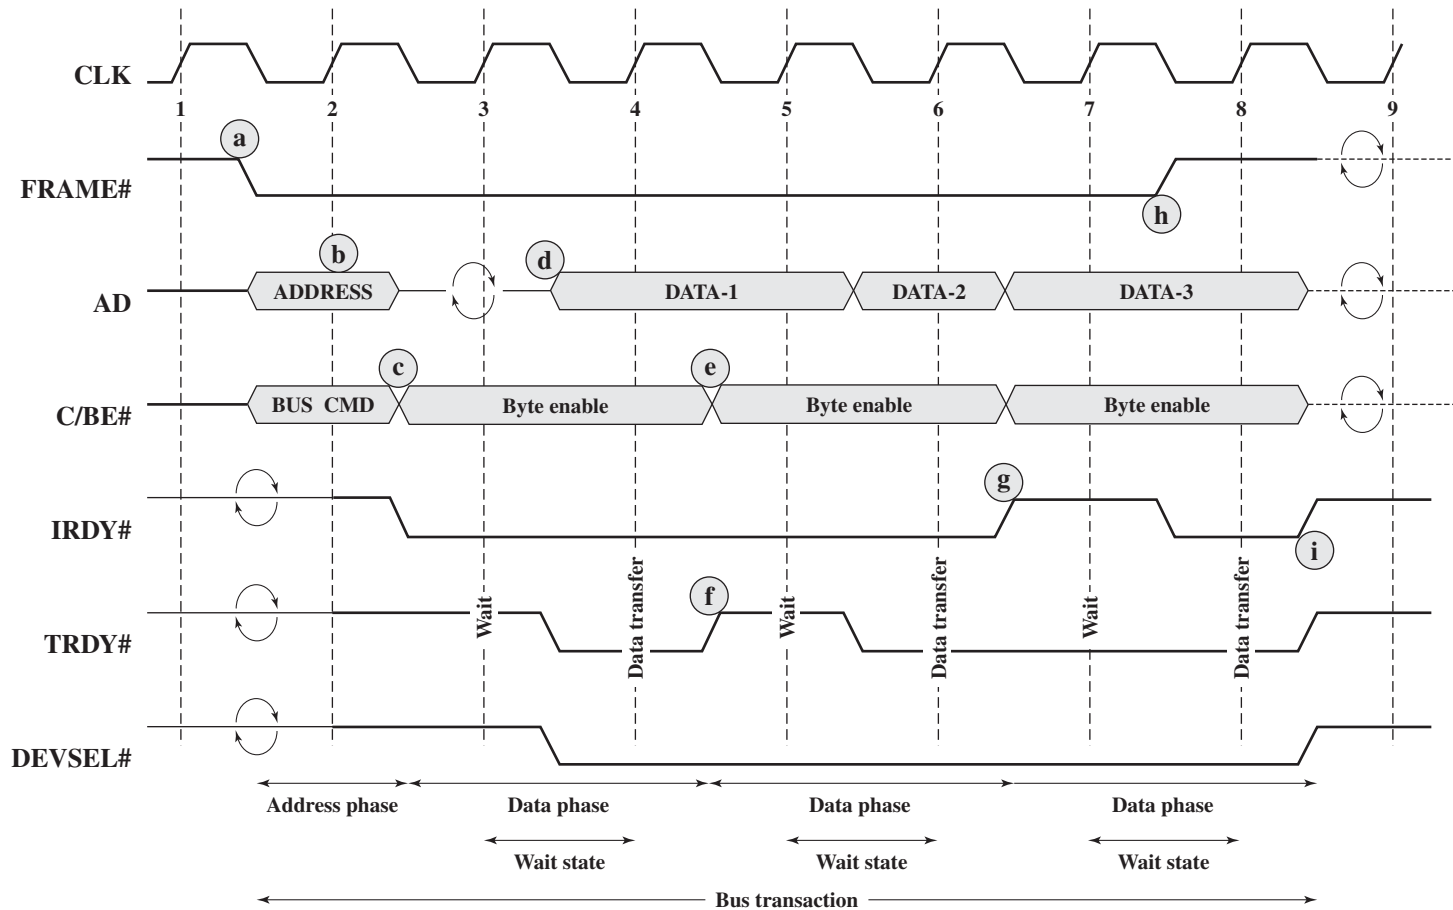 CLK
1 2 3 4 5 6 7 8 9
a
FRAME#
h
b
d
ADDRESS DATA-1 DATA-2 DATA-3
AD
c
e
BUS CMD Byte enable Byte enable Byte enable
C/BE#
g
IRDY#
i
f
Wait Data transfer Wait Data transfer Wait Data transfer
TRDY#
DEVSEL#
Address phase Data phase Data phase Data phase
Wait state Wait state Wait state
Bus transaction